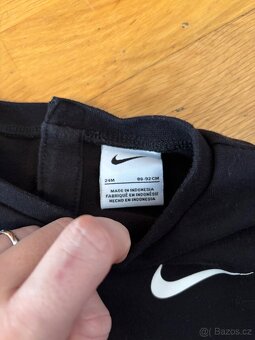 24M 86-92 CM
MADE IN INDONESIA
FABRIQUÉ EN INDONÉSIE
HECHO EN INDONESIA
© Bazos.cz